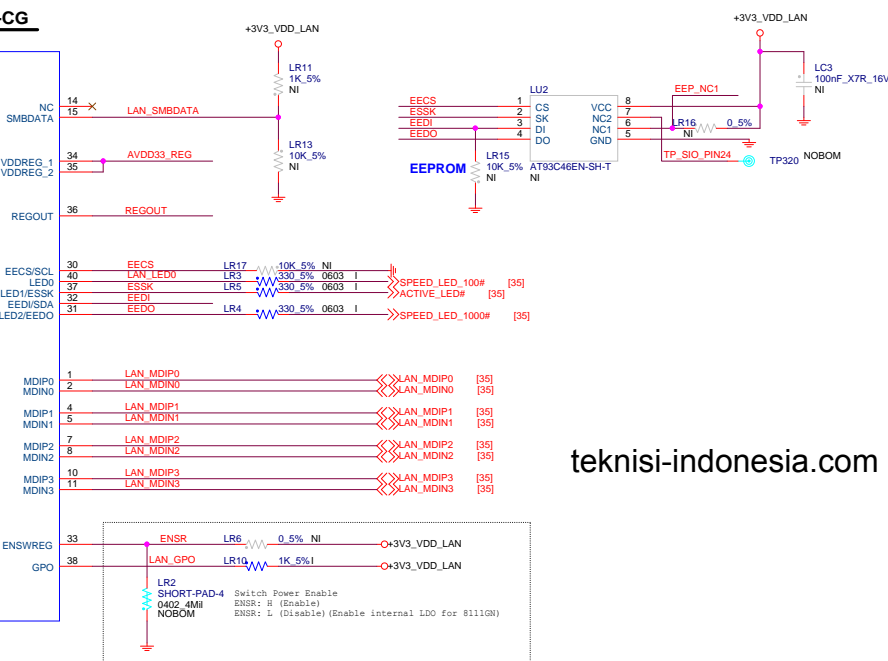 -CG
+3V3_VDD_LAN
LR11
1K_5%
NI
NC 14
SMBDATA 15 LAN_SMBDATA
LR13
10K_5%
NI
VDDREG_1 34 AVDD33_REG
VDDREG_2 35
REGOUT 36 REGOUT
EECS/SCL 30 EECS LR17 10K_5% NI
LED0 40 LAN_LED0 LR3 330_5% 0603 I SPEED_LED_100# [35]
LED1/ESSK 37 ESSK LR5 330_5% 0603 I ACTIVE_LED# [35]
EEDI/SDA 32 EEDI
LED2/EEDO 31 EEDO LR4 330_5% 0603 I SPEED_LED_1000# [35]
MDIP0 1 LAN_MDIP0 LAN_MDIP0 [35]
MDIN0 2 LAN_MDIN0 LAN_MDIN0 [35]
MDIP1 4 LAN_MDIP1 LAN_MDIP1 [35]
MDIN1 5 LAN_MDIN1 LAN_MDIN1 [35]
MDIP2 7 LAN_MDIP2 LAN_MDIP2 [35]
MDIN2 8 LAN_MDIN2 LAN_MDIN2 [35]
MDIP3 10 LAN_MDIP3 LAN_MDIP3 [35]
MDIN3 11 LAN_MDIN3 LAN_MDIN3 [35]
ENSWREG 33 ENSR LR6 0_5% NI +3V3_VDD_LAN
GPO 38 LAN_GPO LR10 1K_5% I +3V3_VDD_LAN
LR2
SHORT-PAD-4
0402_4Mil
NOBOM
Switch Power Enable
ENSR: H (Enable)
ENSR: L (Disable)(Enable internal LDO for 8111GN)
+3V3_VDD_LAN
LC3
100nF_X7R_16V
NI
LU2
EEP_NC1
EECS 1 CS VCC 8
ESSK 2 SK NC2 7
EEDI 3 DI NC1 6 LR16 0_5%
NI
EEDO 4 DO GND 5
EEPROM
LR15
10K_5%
NI
AT93C46EN-SH-T
NI
TP_SIO_PIN24
TP320 NOBOM
teknisi-indonesia.com